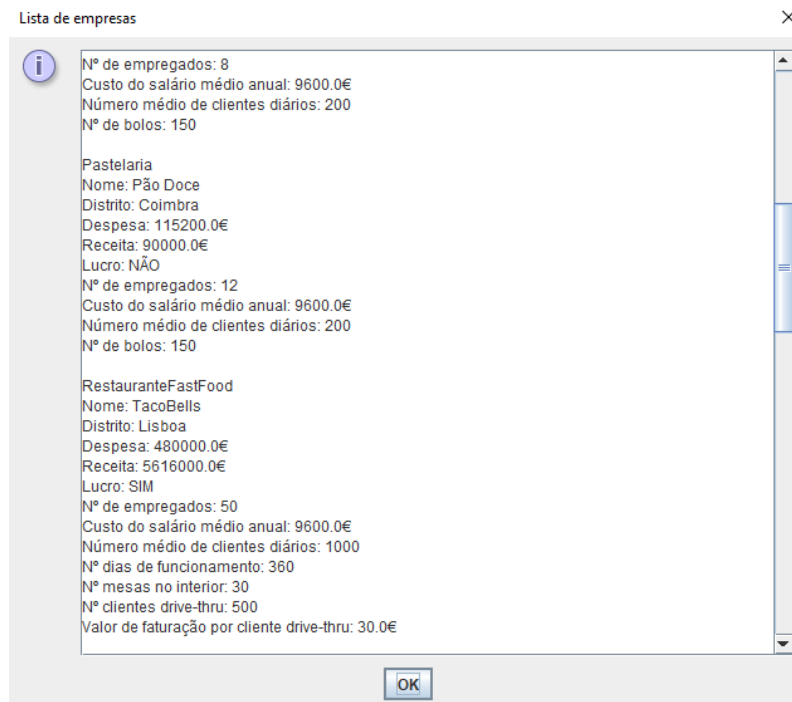 Lista de empresas
Nº de empregados: 8
Custo do salário médio anual: 9600.0€
Número médio de clientes diários: 200
Nº de bolos: 150
Pastelaria
Nome: Pão Doce
Distrito: Coimbra
Despesa: 115200.0€
Receita: 90000.0€
Lucro: NÃO
Nº de empregados: 12
Custo do salário médio anual: 9600.0€
Número médio de clientes diários: 200
Nº de bolos: 150
RestauranteFastFood
Nome: TacoBells
Distrito: Lisboa
Despesa: 480000.0€
Receita: 5616000.0€
Lucro: SIM
Nº de empregados: 50
Custo do salário médio anual: 9600.0€
Número médio de clientes diários: 1000
Nº dias de funcionamento: 360
Nº mesas no interior: 30
Nº clientes drive-thru: 500
Valor de faturação por cliente drive-thru: 30.0€
OK